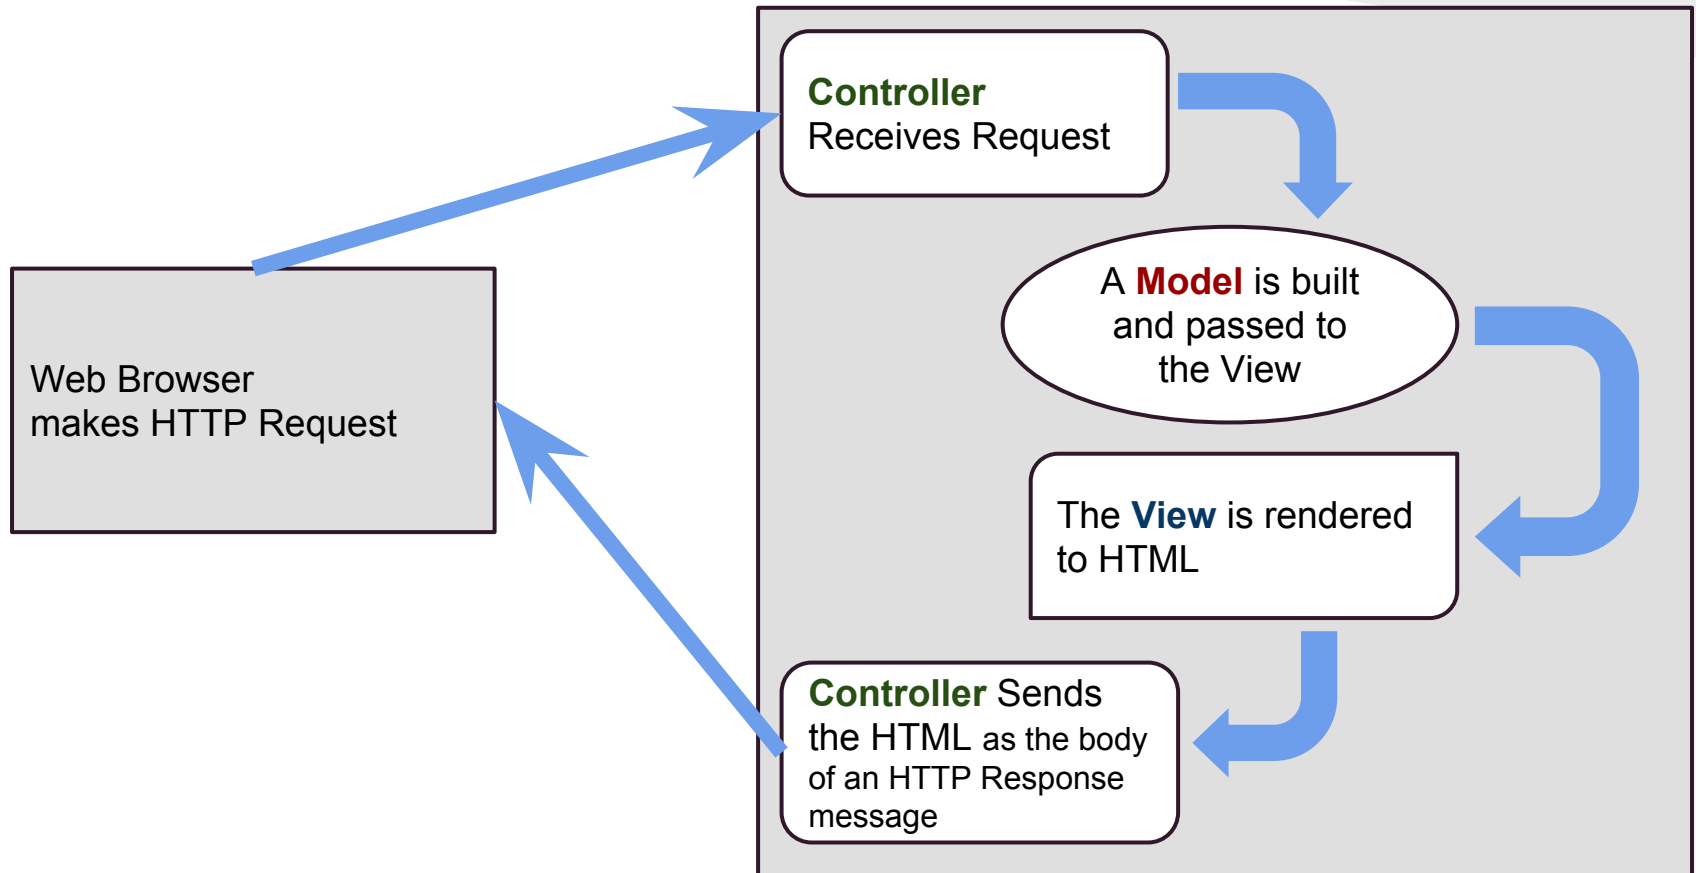 Controller
Receives Request
A Model is built
and passed to
the View
Web Browser
makes HTTP Request
The View is rendered
to HTML
Controller Sends
the HTML as the body
of an HTTP Response
message